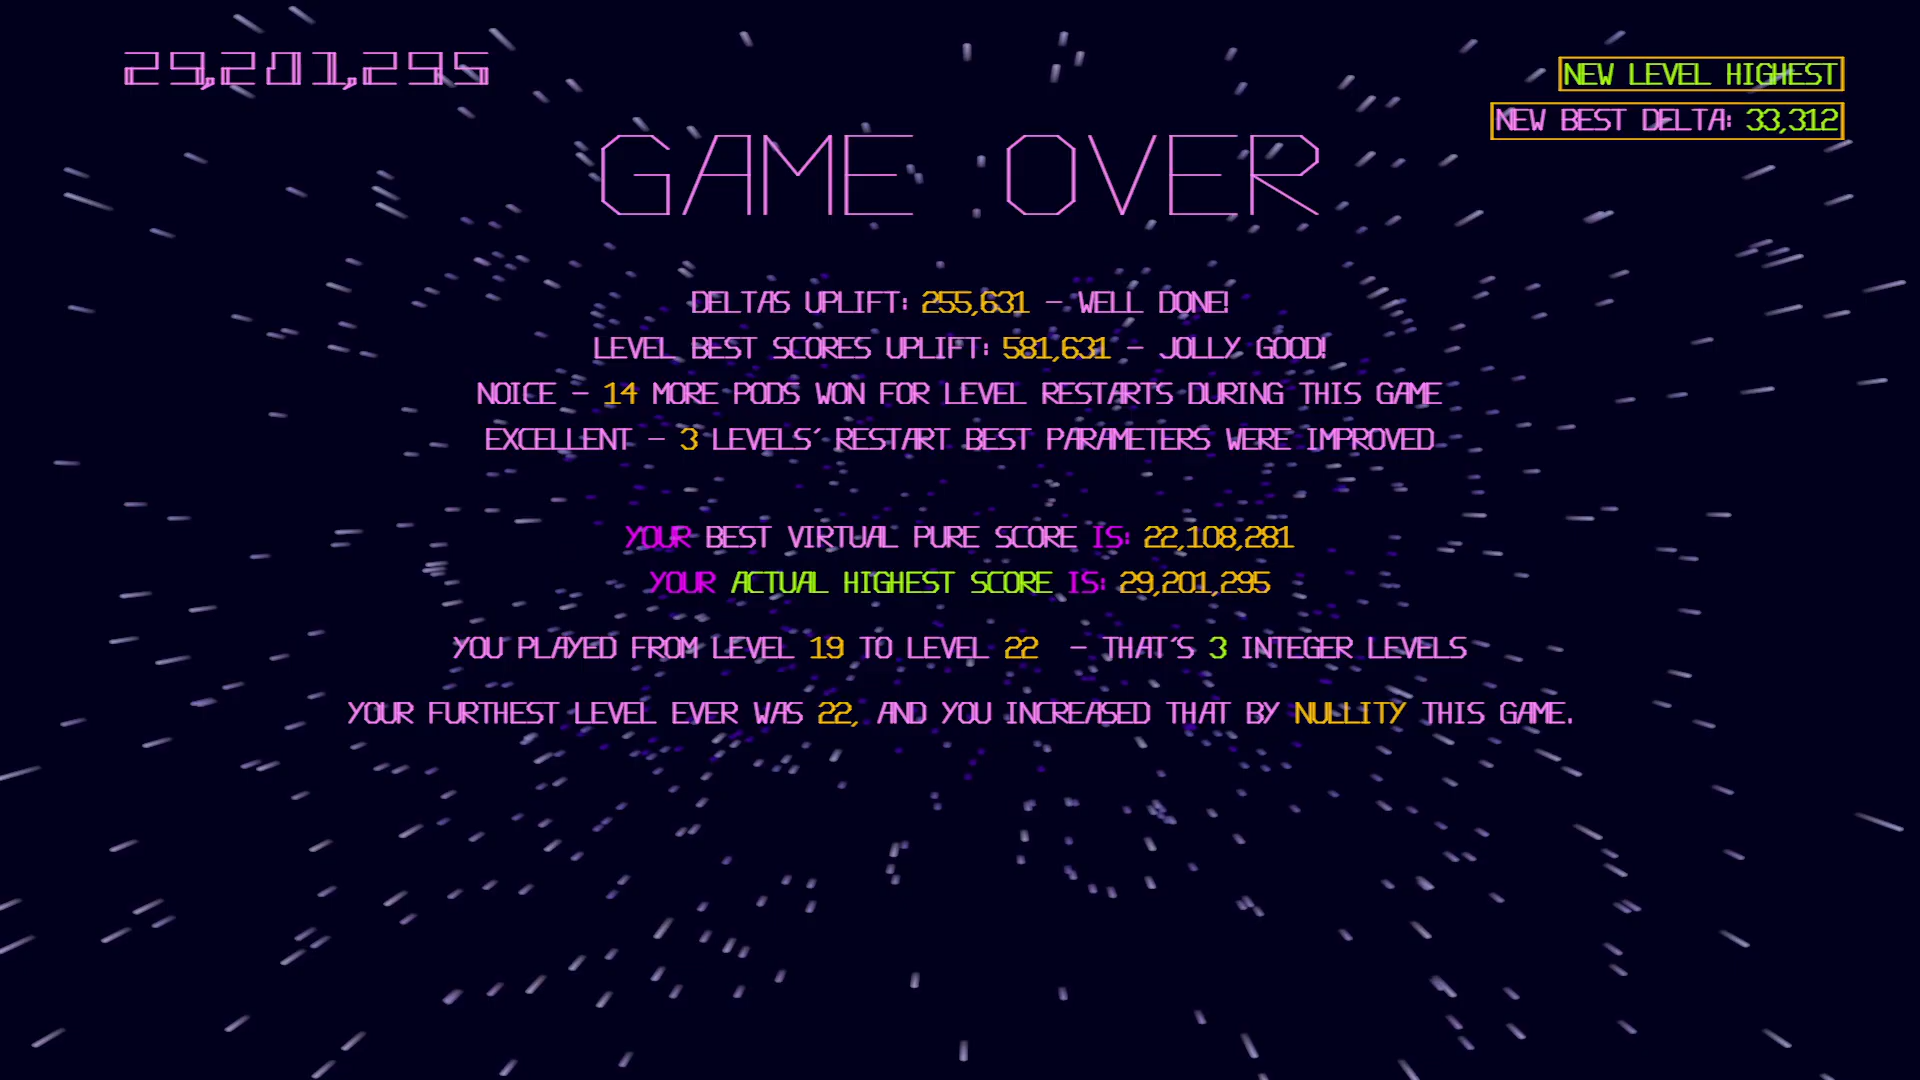 29,201,295
NEW LEVEL HIGHEST
NEW BEST DELTA: 33,312
GAME OVER
DELTAS UPLIFT: 255,631 - WELL DONE!
LEVEL BEST SCORES UPLIFT: 581,631 - JOLLY GOOD!
NOICE - 14 MORE PODS WON FOR LEVEL RESTARTS DURING THIS GAME
EXCELLENT - 3 LEVELS' RESTART BEST PARAMETERS WERE IMPROVED
YOUR BEST VIRTUAL PURE SCORE IS: 22,108,281
YOUR ACTUAL HIGHEST SCORE IS: 29,201,295
YOU PLAYED FROM LEVEL 19 TO LEVEL 22 - THAT'S 3 INTEGER LEVELS
YOUR FURTHEST LEVEL EVER WAS 22, AND YOU INCREASED THAT BY NULLITY THIS GAME.